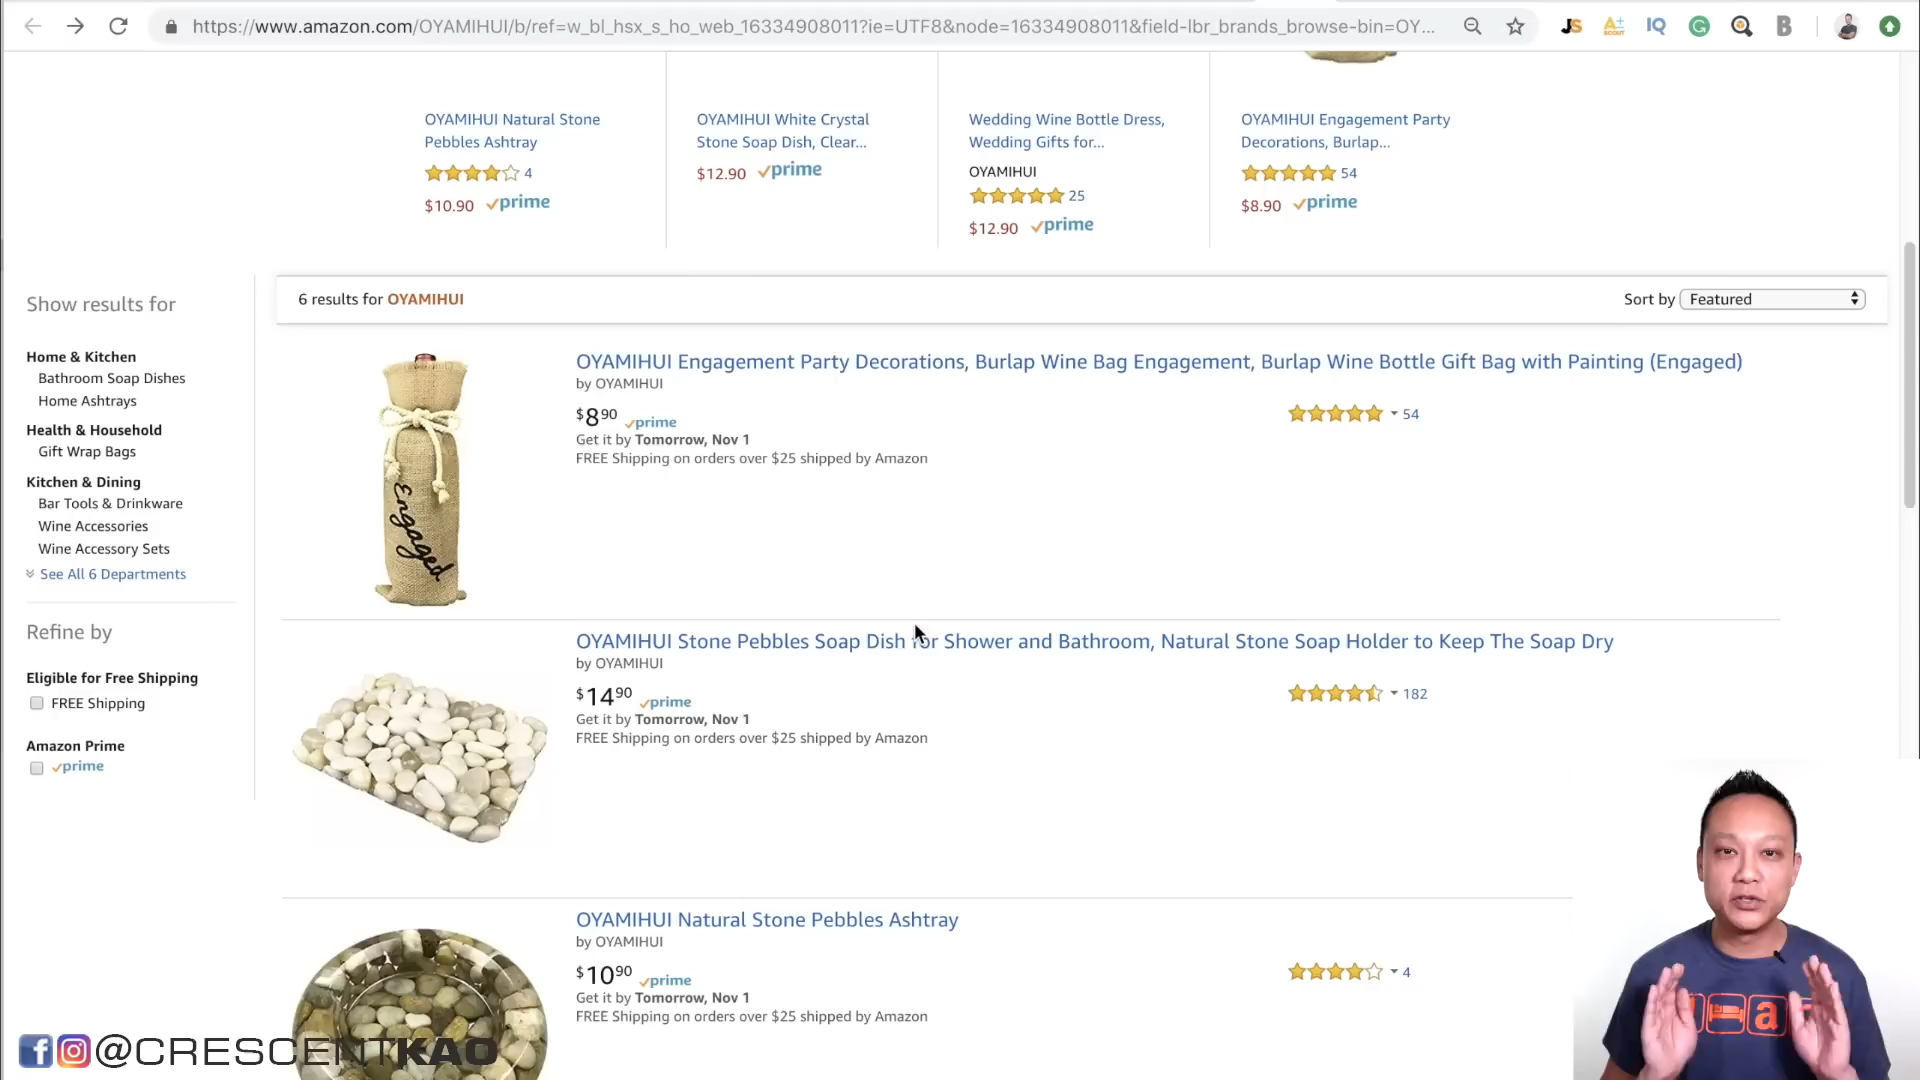 https://www.amazon.com/OYAMIHUI/b/ref=w_bl_hsx_s_ho_web_16334908011?ie=UTF8&node=16334908011&field-lbr_brands_browse-bin=OY...
JS
IQ
B
OYAMIHUI Natural Stone
Pebbles Ashtray
4
$10.90 prime
OYAMIHUI White Crystal
Stone Soap Dish, Clear...
$12.90 prime
Wedding Wine Bottle Dress,
Wedding Gifts for...
OYAMIHUI
25
$12.90 prime
OYAMIHUI Engagement Party
Decorations, Burlap...
54
$8.90 prime
Show results for
Home & Kitchen
Bathroom Soap Dishes
Home Ashtrays
Health & Household
Gift Wrap Bags
Kitchen & Dining
Bar Tools & Drinkware
Wine Accessories
Wine Accessory Sets
See All 6 Departments
Refine by
Eligible for Free Shipping
FREE Shipping
Amazon Prime
prime
6 results for OYAMIHUI
Sort by Featured
Engaged
OYAMIHUI Engagement Party Decorations, Burlap Wine Bag Engagement, Burlap Wine Bottle Gift Bag with Painting (Engaged)
by OYAMIHUI
$8 90 prime
54
Get it by Tomorrow, Nov 1
FREE Shipping on orders over $25 shipped by Amazon
OYAMIHUI Stone Pebbles Soap Dish for Shower and Bathroom, Natural Stone Soap Holder to Keep The Soap Dry
by OYAMIHUI
$14 90 prime
182
Get it by Tomorrow, Nov 1
FREE Shipping on orders over $25 shipped by Amazon
OYAMIHUI Natural Stone Pebbles Ashtray
by OYAMIHUI
$10 90 prime
4
Get it by Tomorrow, Nov 1
FREE Shipping on orders over $25 shipped by Amazon
@CRESCENTKAO
a